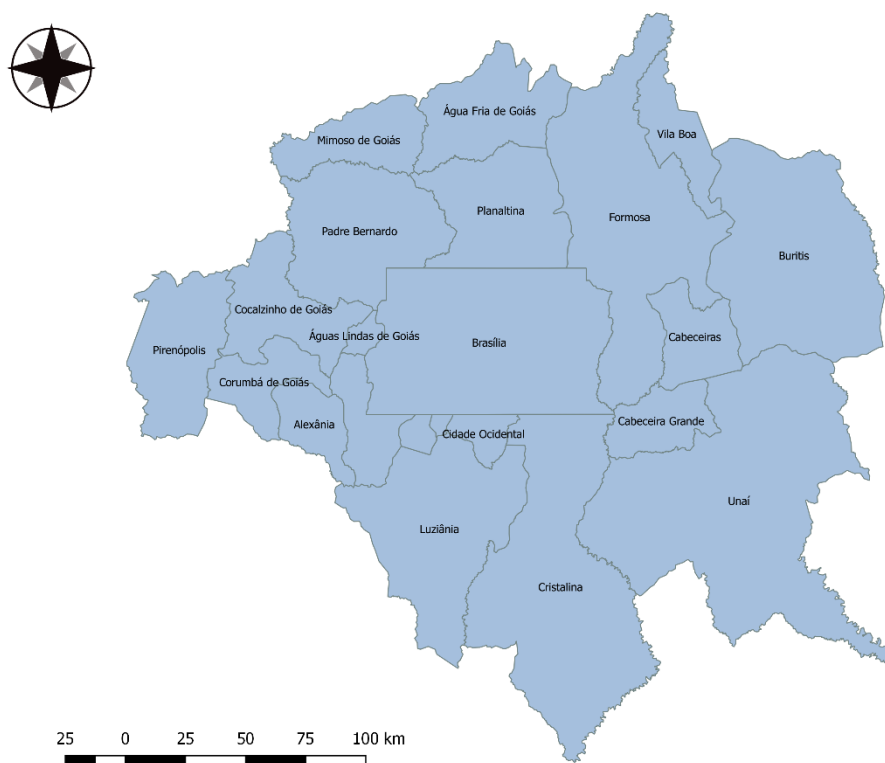 Água Fria de Goiás
Vila Boa
Mimoso de Goiás
Planaltina
Formosa
Padre Bernardo
Buritis
Cocalzinho de Goiás
Águas Lindas de Goiás
Cabeceiras
Brasília
Pirenópolis
Corumbá de Goiás
Alexânia
Cabeceira Grande
Cidade Ocidental
Unaí
Luziânia
Cristalina
25 0 25 50 75 100 km